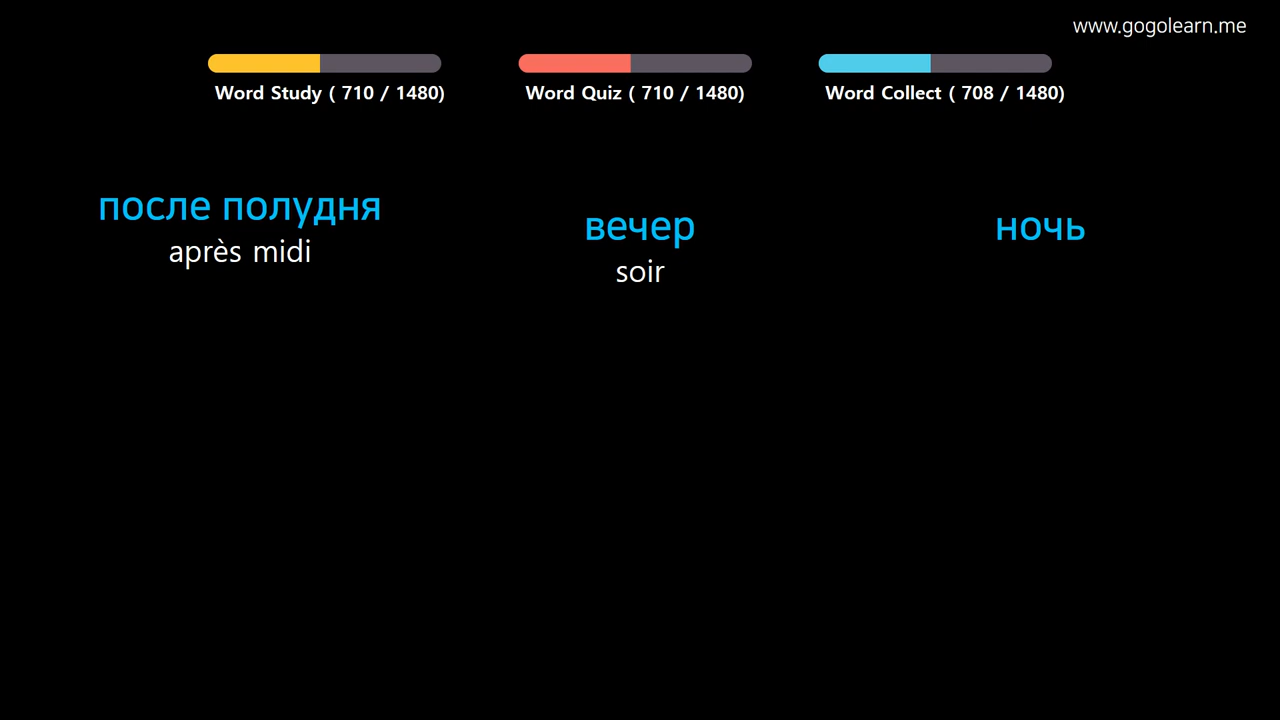 www.gogolearn.me
Word Study ( 710 / 1480)
Word Quiz ( 710 / 1480)
Word Collect ( 708 / 1480)
после полудня
après midi
вечер
soir
ночь